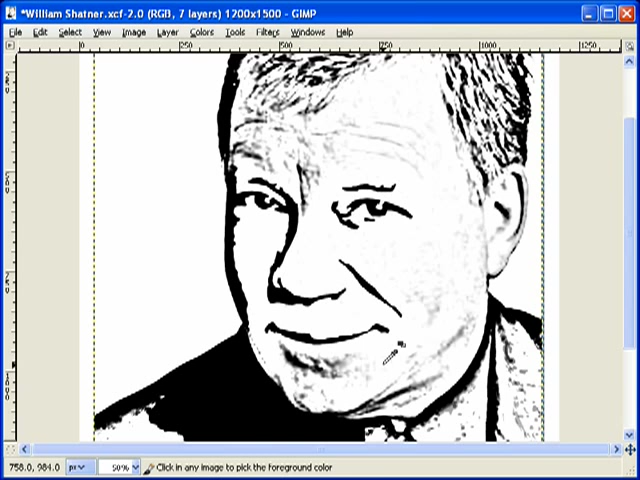 *William Shatner.xcf-2.0 (RGB, 7 layers) 1200x1500 – GIMP
File Edit Select View Image Layer Colors Tools Filters Windows Help
0 250 500 750 1000 1250
758.0, 984.0 px 50% Click in any image to pick the foreground color